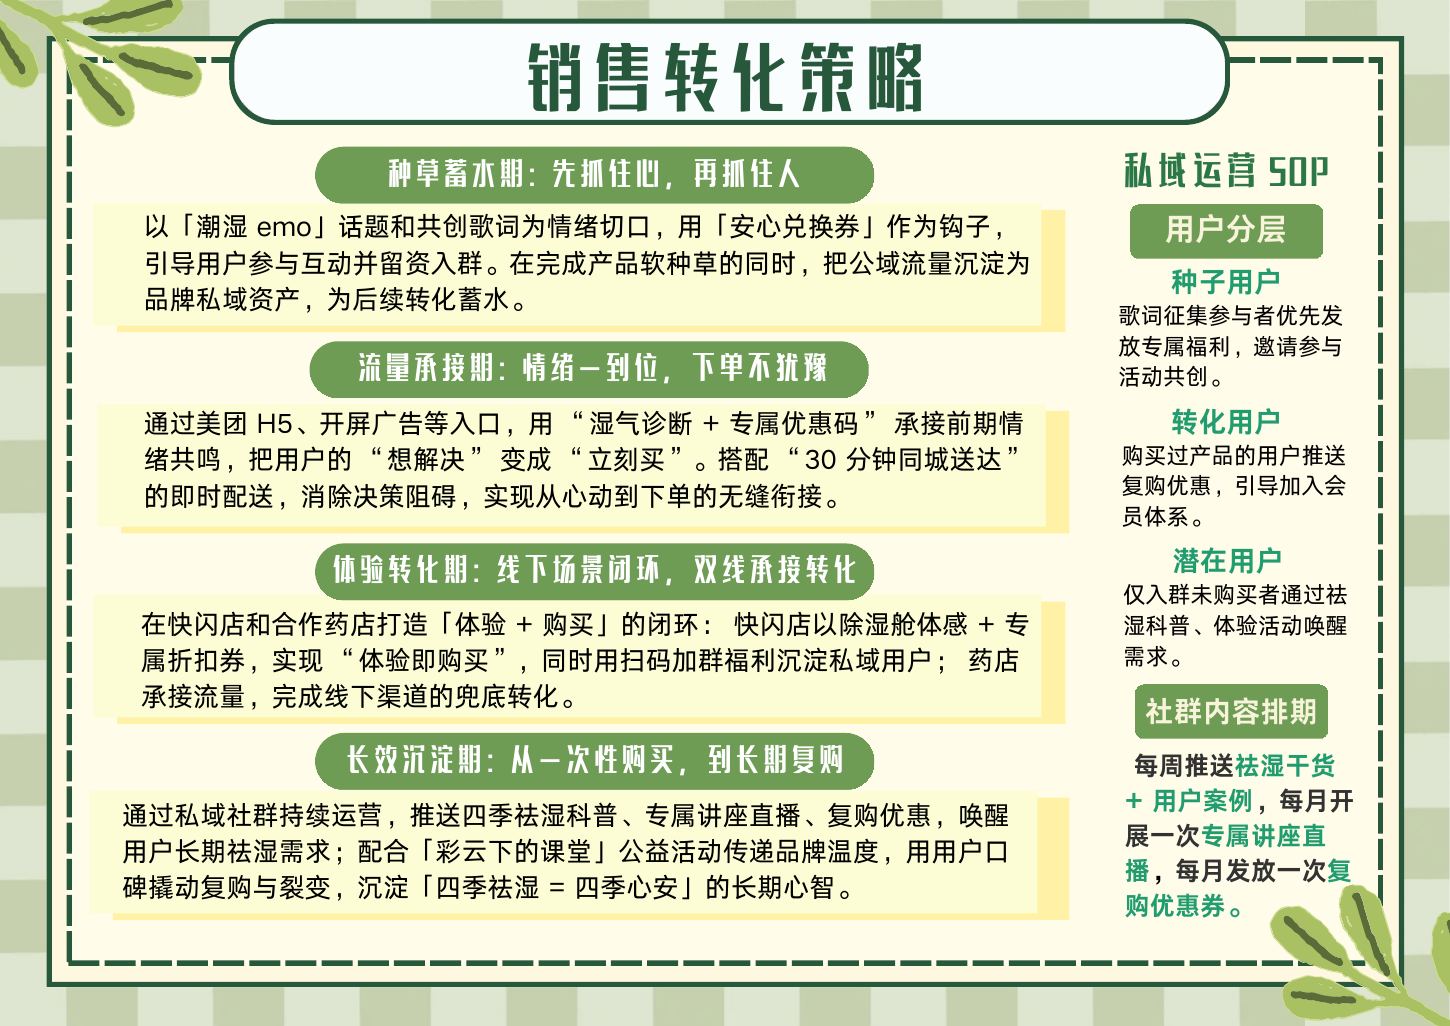 销售转化策略
种草蓄水期：先抓住心，再抓住人
以「潮湿 emo」话题和共创歌词为情绪切口，用「安心兑换券」作为钩子，
引导用户参与互动并留资入群。在完成产品软种草的同时，把公域流量沉淀为
品牌私域资产，为后续转化蓄水。
流量承接期：情绪一到位，下单不犹豫
通过美团 H5、开屏广告等入口，用 “湿气诊断 + 专属优惠码” 承接前期情
绪共鸣，把用户的 “想解决” 变成 “立刻买”。搭配 “30 分钟同城送达”
的即时配送，消除决策阻碍，实现从心动到下单的无缝衔接。
体验转化期：线下场景闭环，双线承接转化
在快闪店和合作药店打造「体验 + 购买」的闭环： 快闪店以除湿舱体感 + 专
属折扣券，实现 “体验即购买”，同时用扫码加群福利沉淀私域用户； 药店
承接流量，完成线下渠道的兜底转化。
长效沉淀期：从一次性购买，到长期复购
通过私域社群持续运营，推送四季祛湿科普、专属讲座直播、复购优惠，唤醒
用户长期祛湿需求；配合「彩云下的课堂」公益活动传递品牌温度，用用户口
碑撬动复购与裂变，沉淀「四季祛湿 = 四季心安」的长期心智。
私域运营 SOP
用户分层
种子用户
歌词征集参与者优先发
放专属福利，邀请参与
活动共创。
转化用户
购买过产品的用户推送
复购优惠，引导加入会
员体系。
潜在用户
仅入群未购买者通过祛
湿科普、体验活动唤醒
需求。
社群内容排期
每周推送祛湿干货
+ 用户案例，每月开
展一次专属讲座直
播，每月发放一次复
购优惠券。